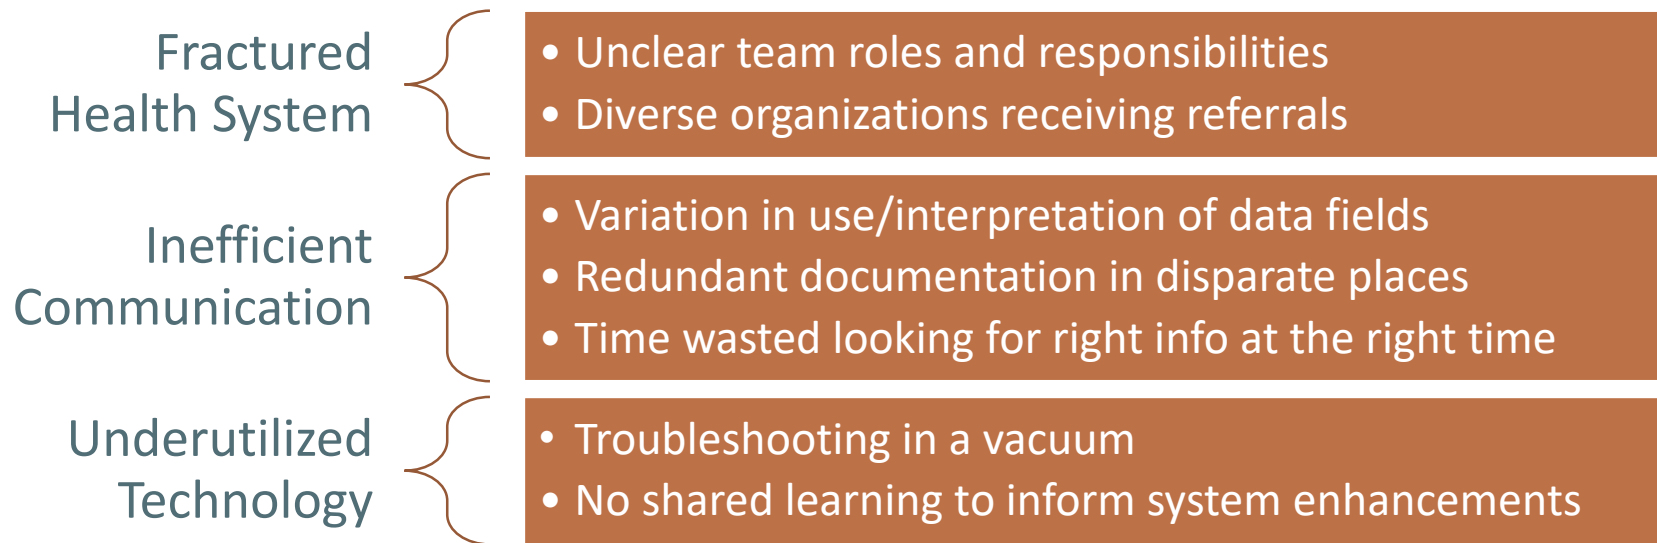 Fractured
Health System
• Unclear team roles and responsibilities
• Diverse organizations receiving referrals
Inefficient
Communication
• Variation in use/interpretation of data fields
• Redundant documentation in disparate places
• Time wasted looking for right info at the right time
Underutilized
Technology
• Troubleshooting in a vacuum
• No shared learning to inform system enhancements